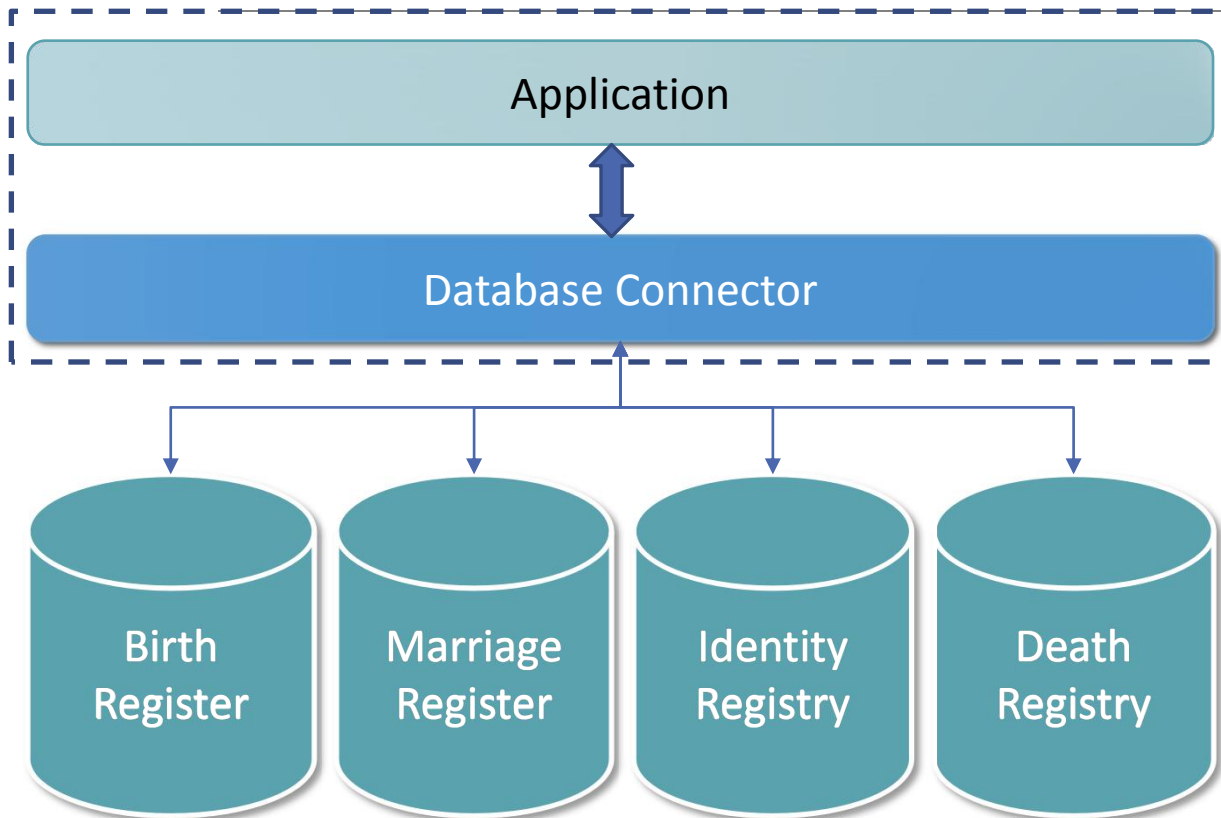 Application
Database Connector
Birth
Register
Marriage
Register
Identity
Registry
Death
Registry